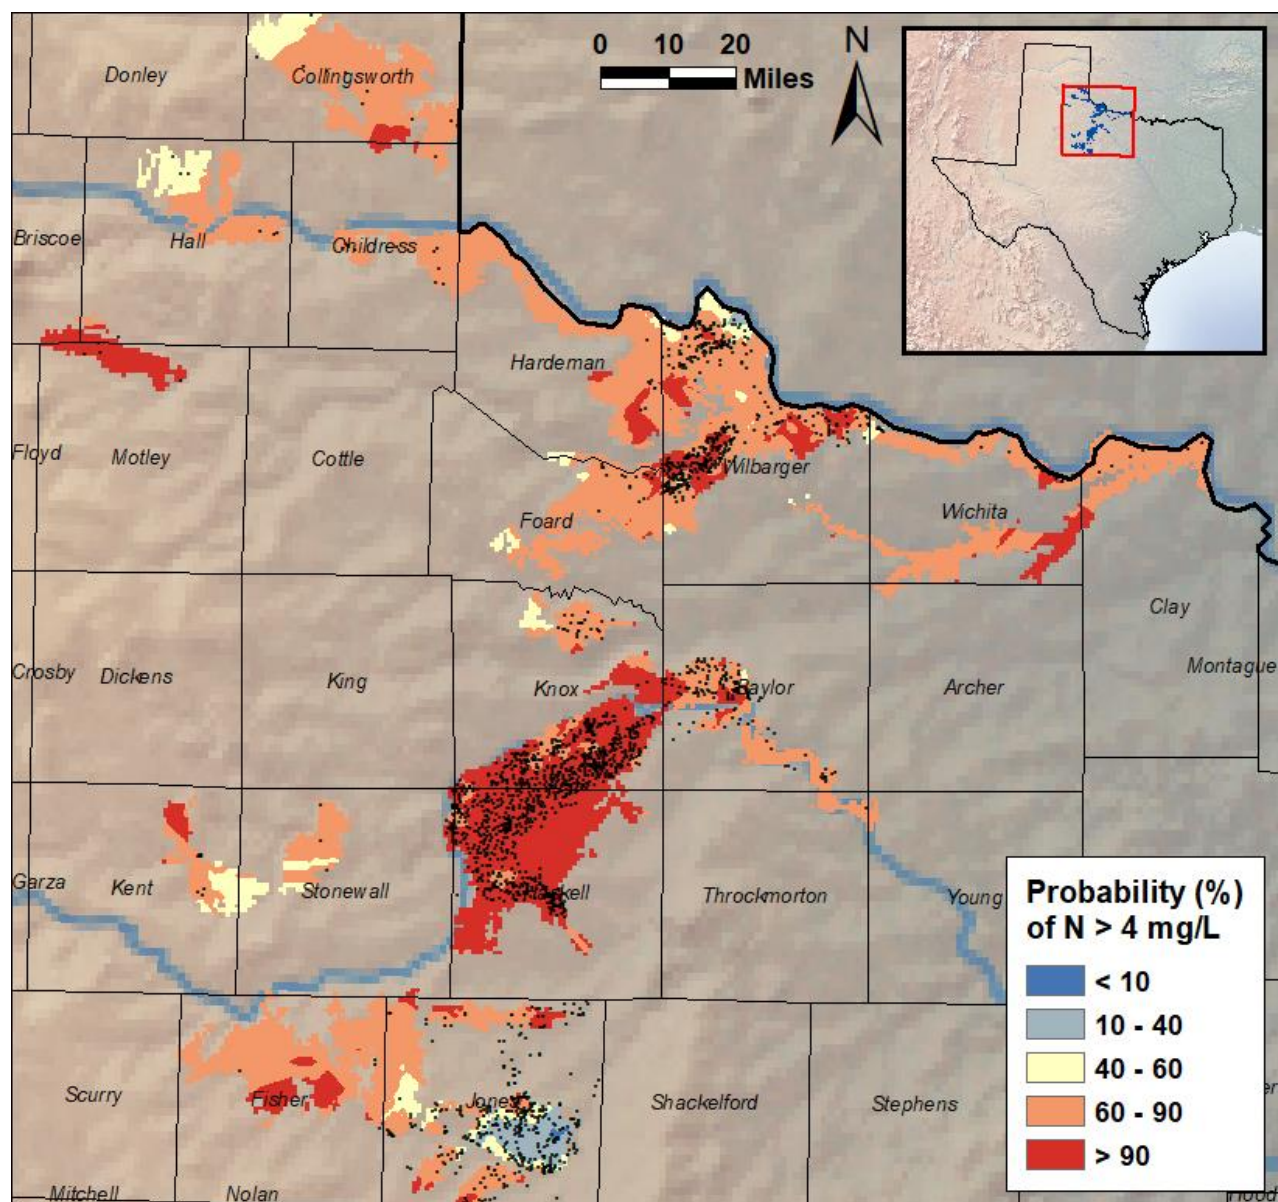 0 10 20
Miles
N
Donley
Collingsworth
Briscoe
Hall
Childress
Hardeman
Floyd
Motley
Cottle
Wilbarger
Foard
Wichita
Clay
Montague
Crosby
Dickens
King
Knox
Baylor
Archer
Garza
Kent
Stonewall
Haskell
Throckmorton
Young
Scurry
Fisher
Jones
Shackelford
Stephens
Mitchell
Nolan
Probability (%)
of N > 4 mg/L
< 10
10 - 40
40 - 60
60 - 90
> 90